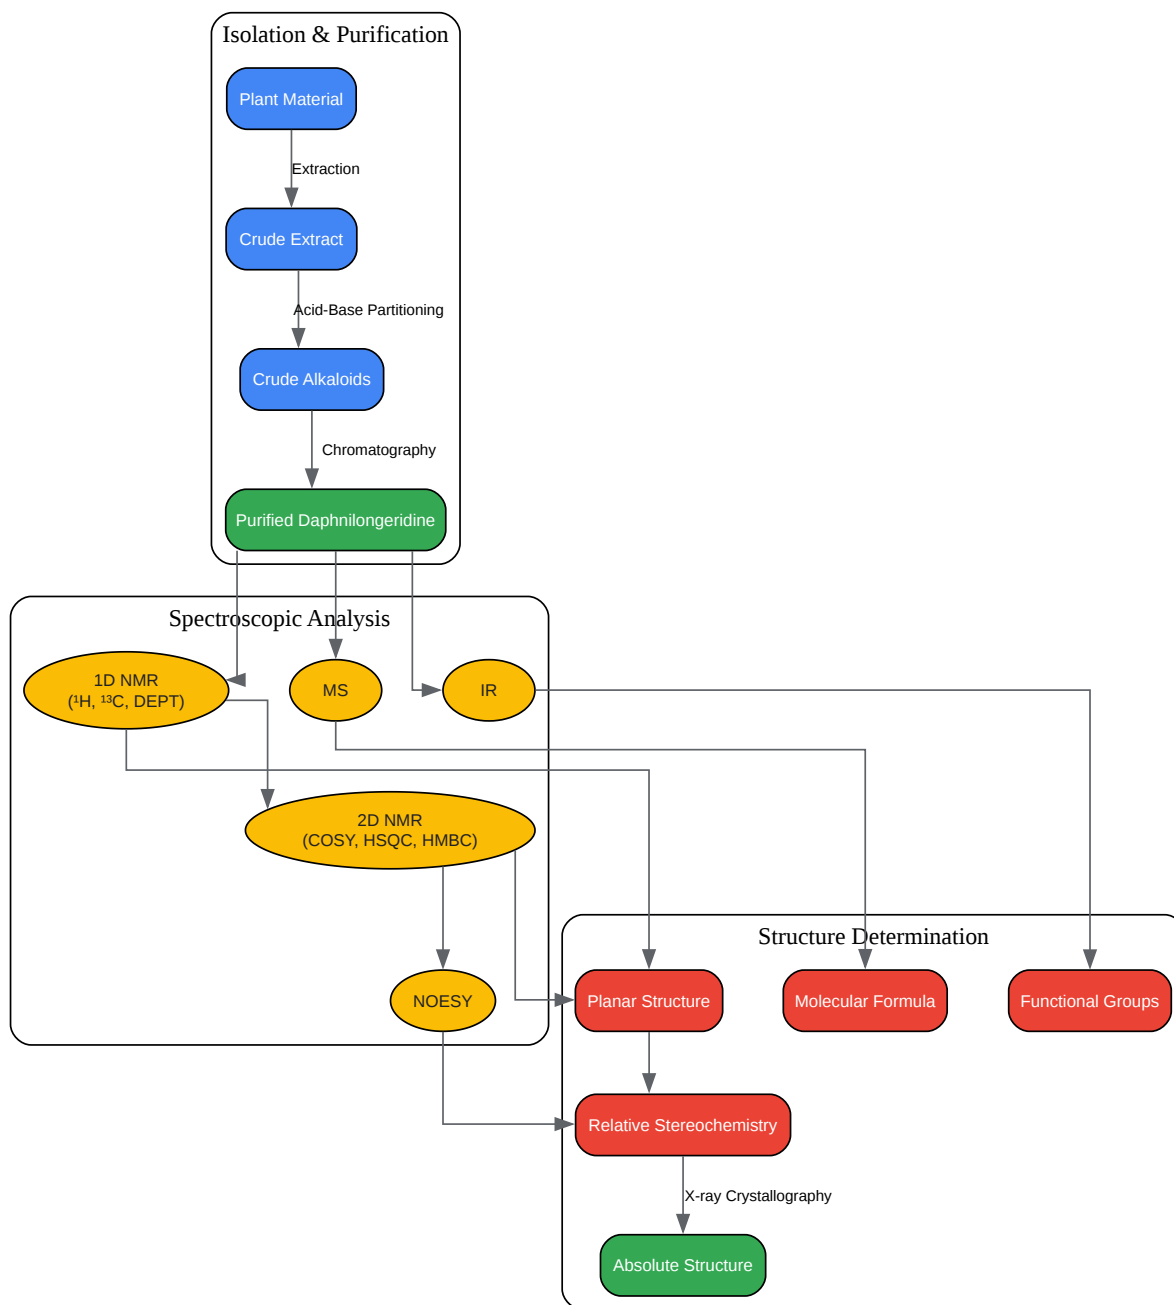 Isolation & Purification
Plant Material
Extraction
Crude Extract
Acid-Base Partitioning
Crude Alkaloids
Chromatography
Purified Daphnilongeridine
Spectroscopic Analysis
1D NMR
(¹H, ¹³C, DEPT)
MS
IR
2D NMR
(COSY, HSQC, HMBC)
NOESY
Structure Determination
Planar Structure
Molecular Formula
Functional Groups
Relative Stereochemistry
X-ray Crystallography
Absolute Structure